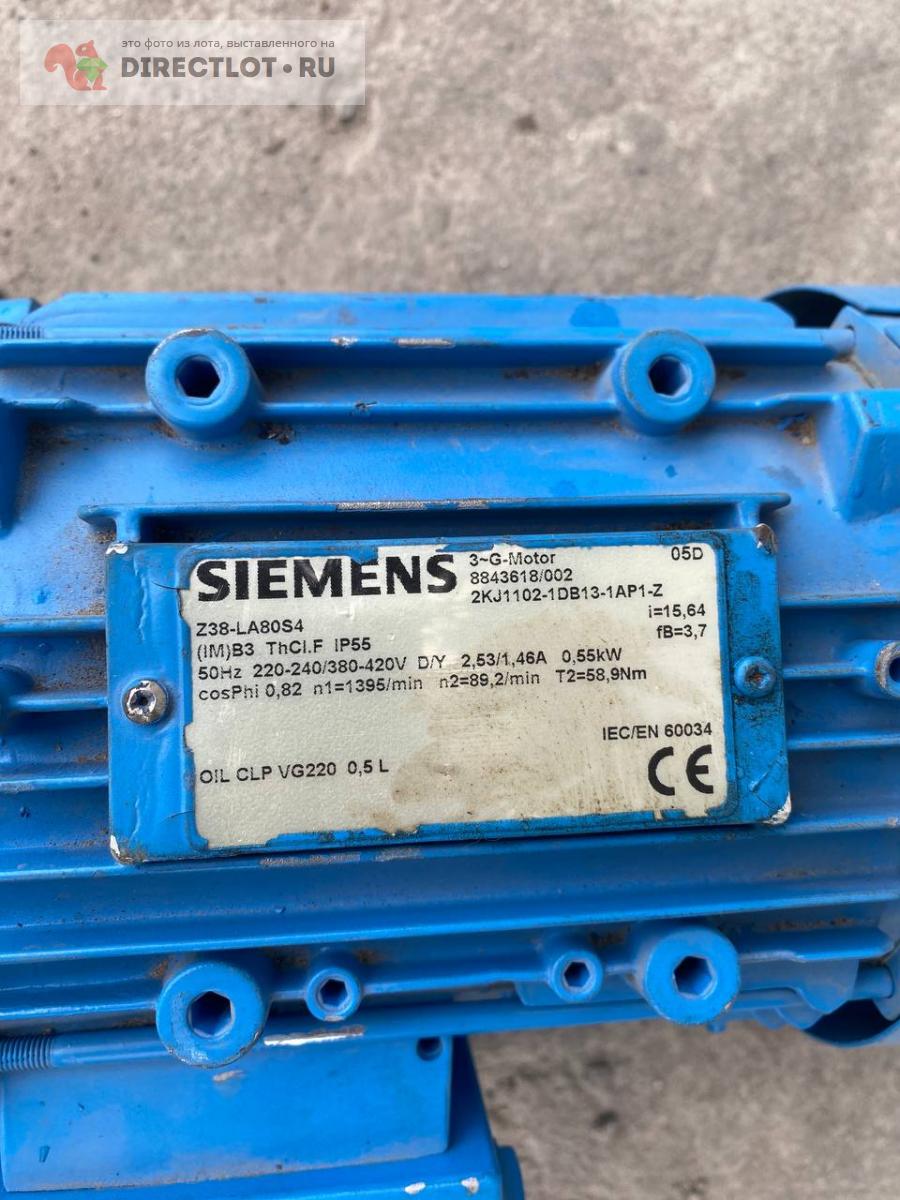 это фото из лота, выставленного на
DIRECTLOT.RU
SIEMENS
3~G-Motor 05D
8843618/002
2KJ1102-1DB13-1AP1-Z
Z38-LA80S4 i=15,64
(IM)B3 ThCl.F IP55 fB=3,7
50Hz 220-240/380-420V D/Y 2,53/1,46A 0,55kW
cosPhi 0,82 n1=1395/min n2=89,2/min T2=58,9Nm
IEC/EN 60034
OIL CLP VG220 0,5 L
CE